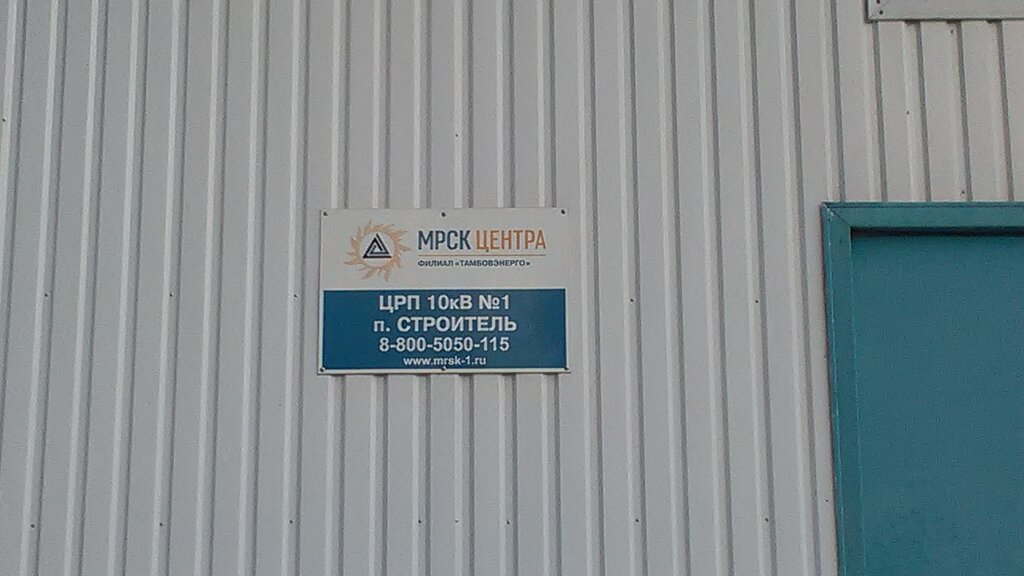 МРСК ЦЕНТРА
ФИЛИАЛ «ТАМБОВЭНЕРГО»
ЦРП 10кВ №1
п. СТРОИТЕЛЬ
8-800-5050-115
www.mrsk-1.ru